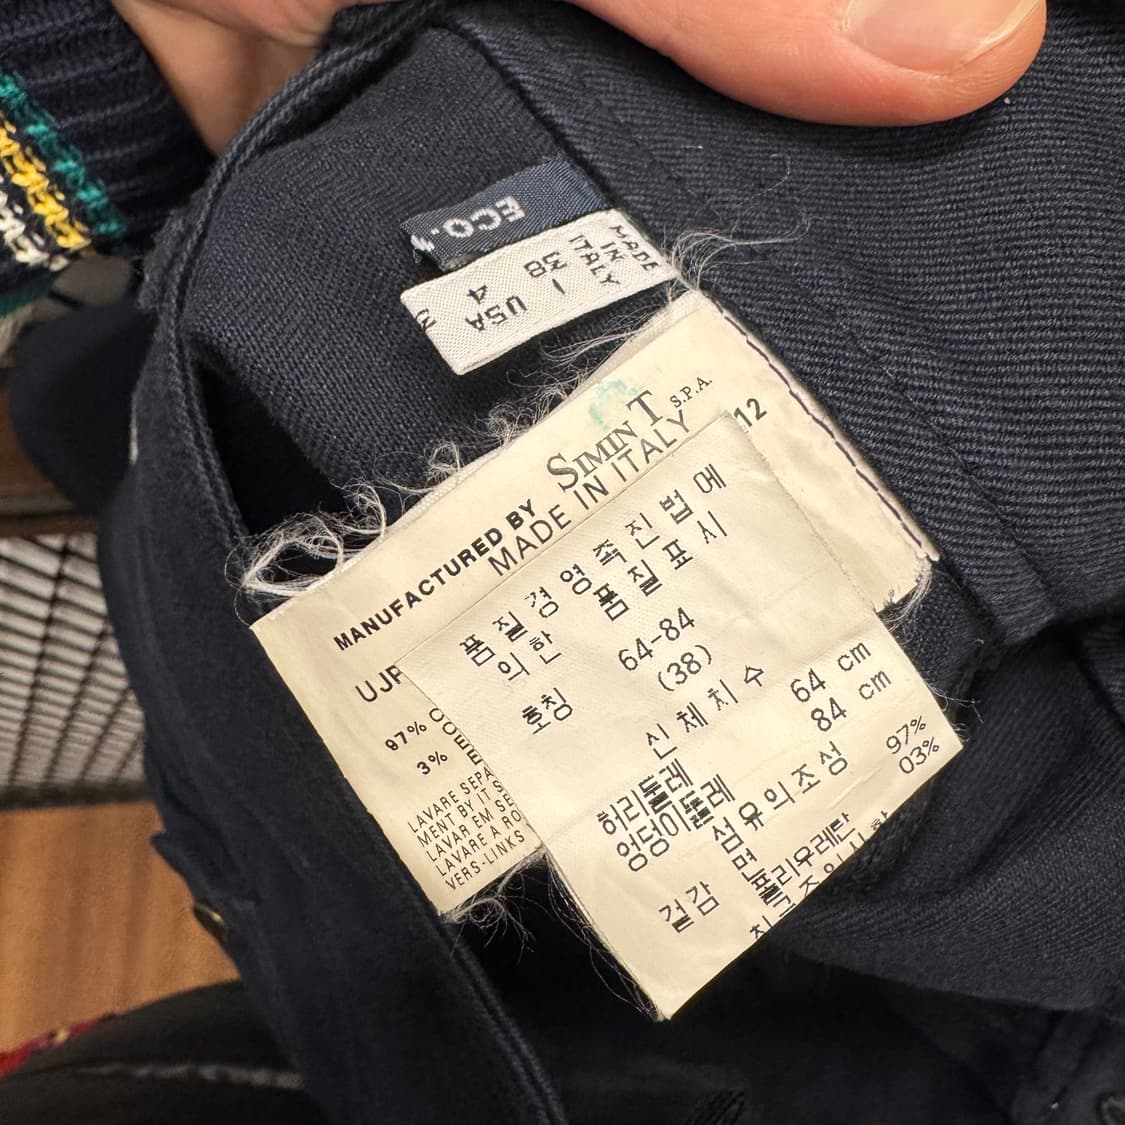 ECO.
MADE
IN
ITALY
I 38
USA 4
MANUFACTURED BY SIMIN T S.P.A.
MADE IN ITALY
12
UJP
97% CO
3% E
LAVARE SEPA
MENT BY IT S
LAVAR EM SE
LAVARE A RO
VERS-LINKS
품질경영촉진법에
의한 품질표시
호칭 64-84
(38)
신체치수
허리둘레 64 cm
엉덩이둘레 84 cm
섬유의조성
겉감 면 97%
폴리우레탄 03%